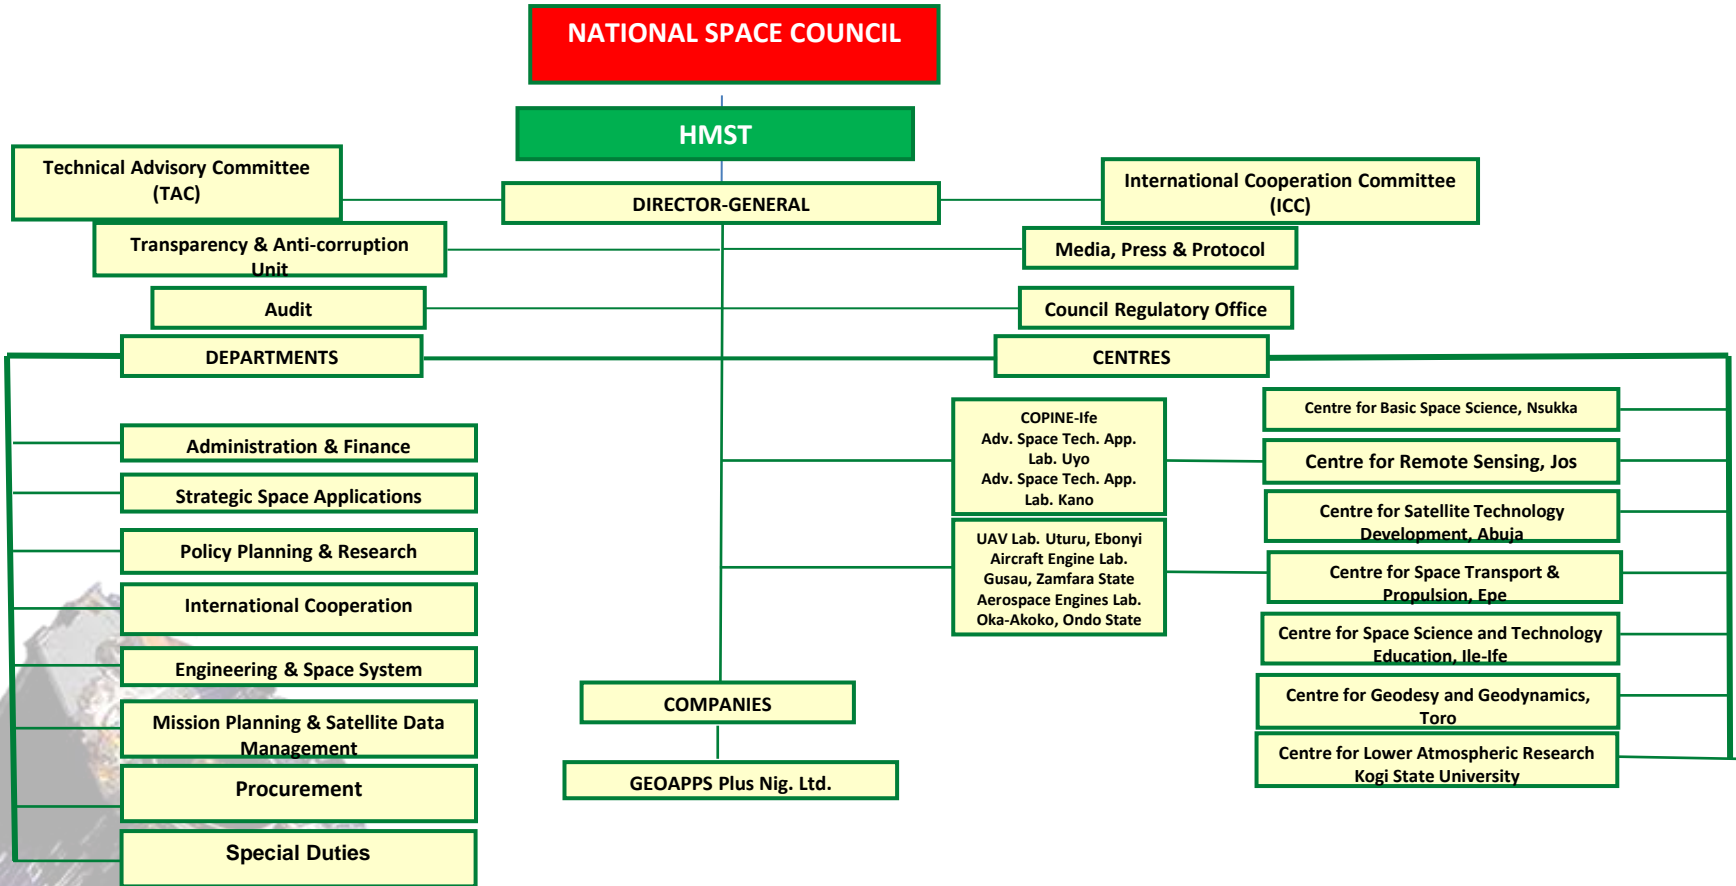 NATIONAL SPACE COUNCIL
HMST
Technical Advisory Committee
(TAC)
DIRECTOR-GENERAL
International Cooperation Committee
(ICC)
Transparency & Anti-corruption
Unit
Media, Press & Protocol
Audit
Council Regulatory Office
DEPARTMENTS
CENTRES
Administration & Finance
Strategic Space Applications
Policy Planning & Research
International Cooperation
Engineering & Space System
Mission Planning & Satellite Data
Management
Procurement
Special Duties
COMPANIES
GEOAPPS Plus Nig. Ltd.
COPINE-Ife
Adv. Space Tech. App.
Lab. Uyo
Adv. Space Tech. App.
Lab. Kano
UAV Lab. Uturu, Ebonyi
Aircraft Engine Lab.
Gusau, Zamfara State
Aerospace Engines Lab.
Oka-Akoko, Ondo State
Centre for Basic Space Science, Nsukka
Centre for Remote Sensing, Jos
Centre for Satellite Technology
Development, Abuja
Centre for Space Transport &
Propulsion, Epe
Centre for Space Science and Technology
Education, Ile-Ife
Centre for Geodesy and Geodynamics,
Toro
Centre for Lower Atmospheric Research
Kogi State University